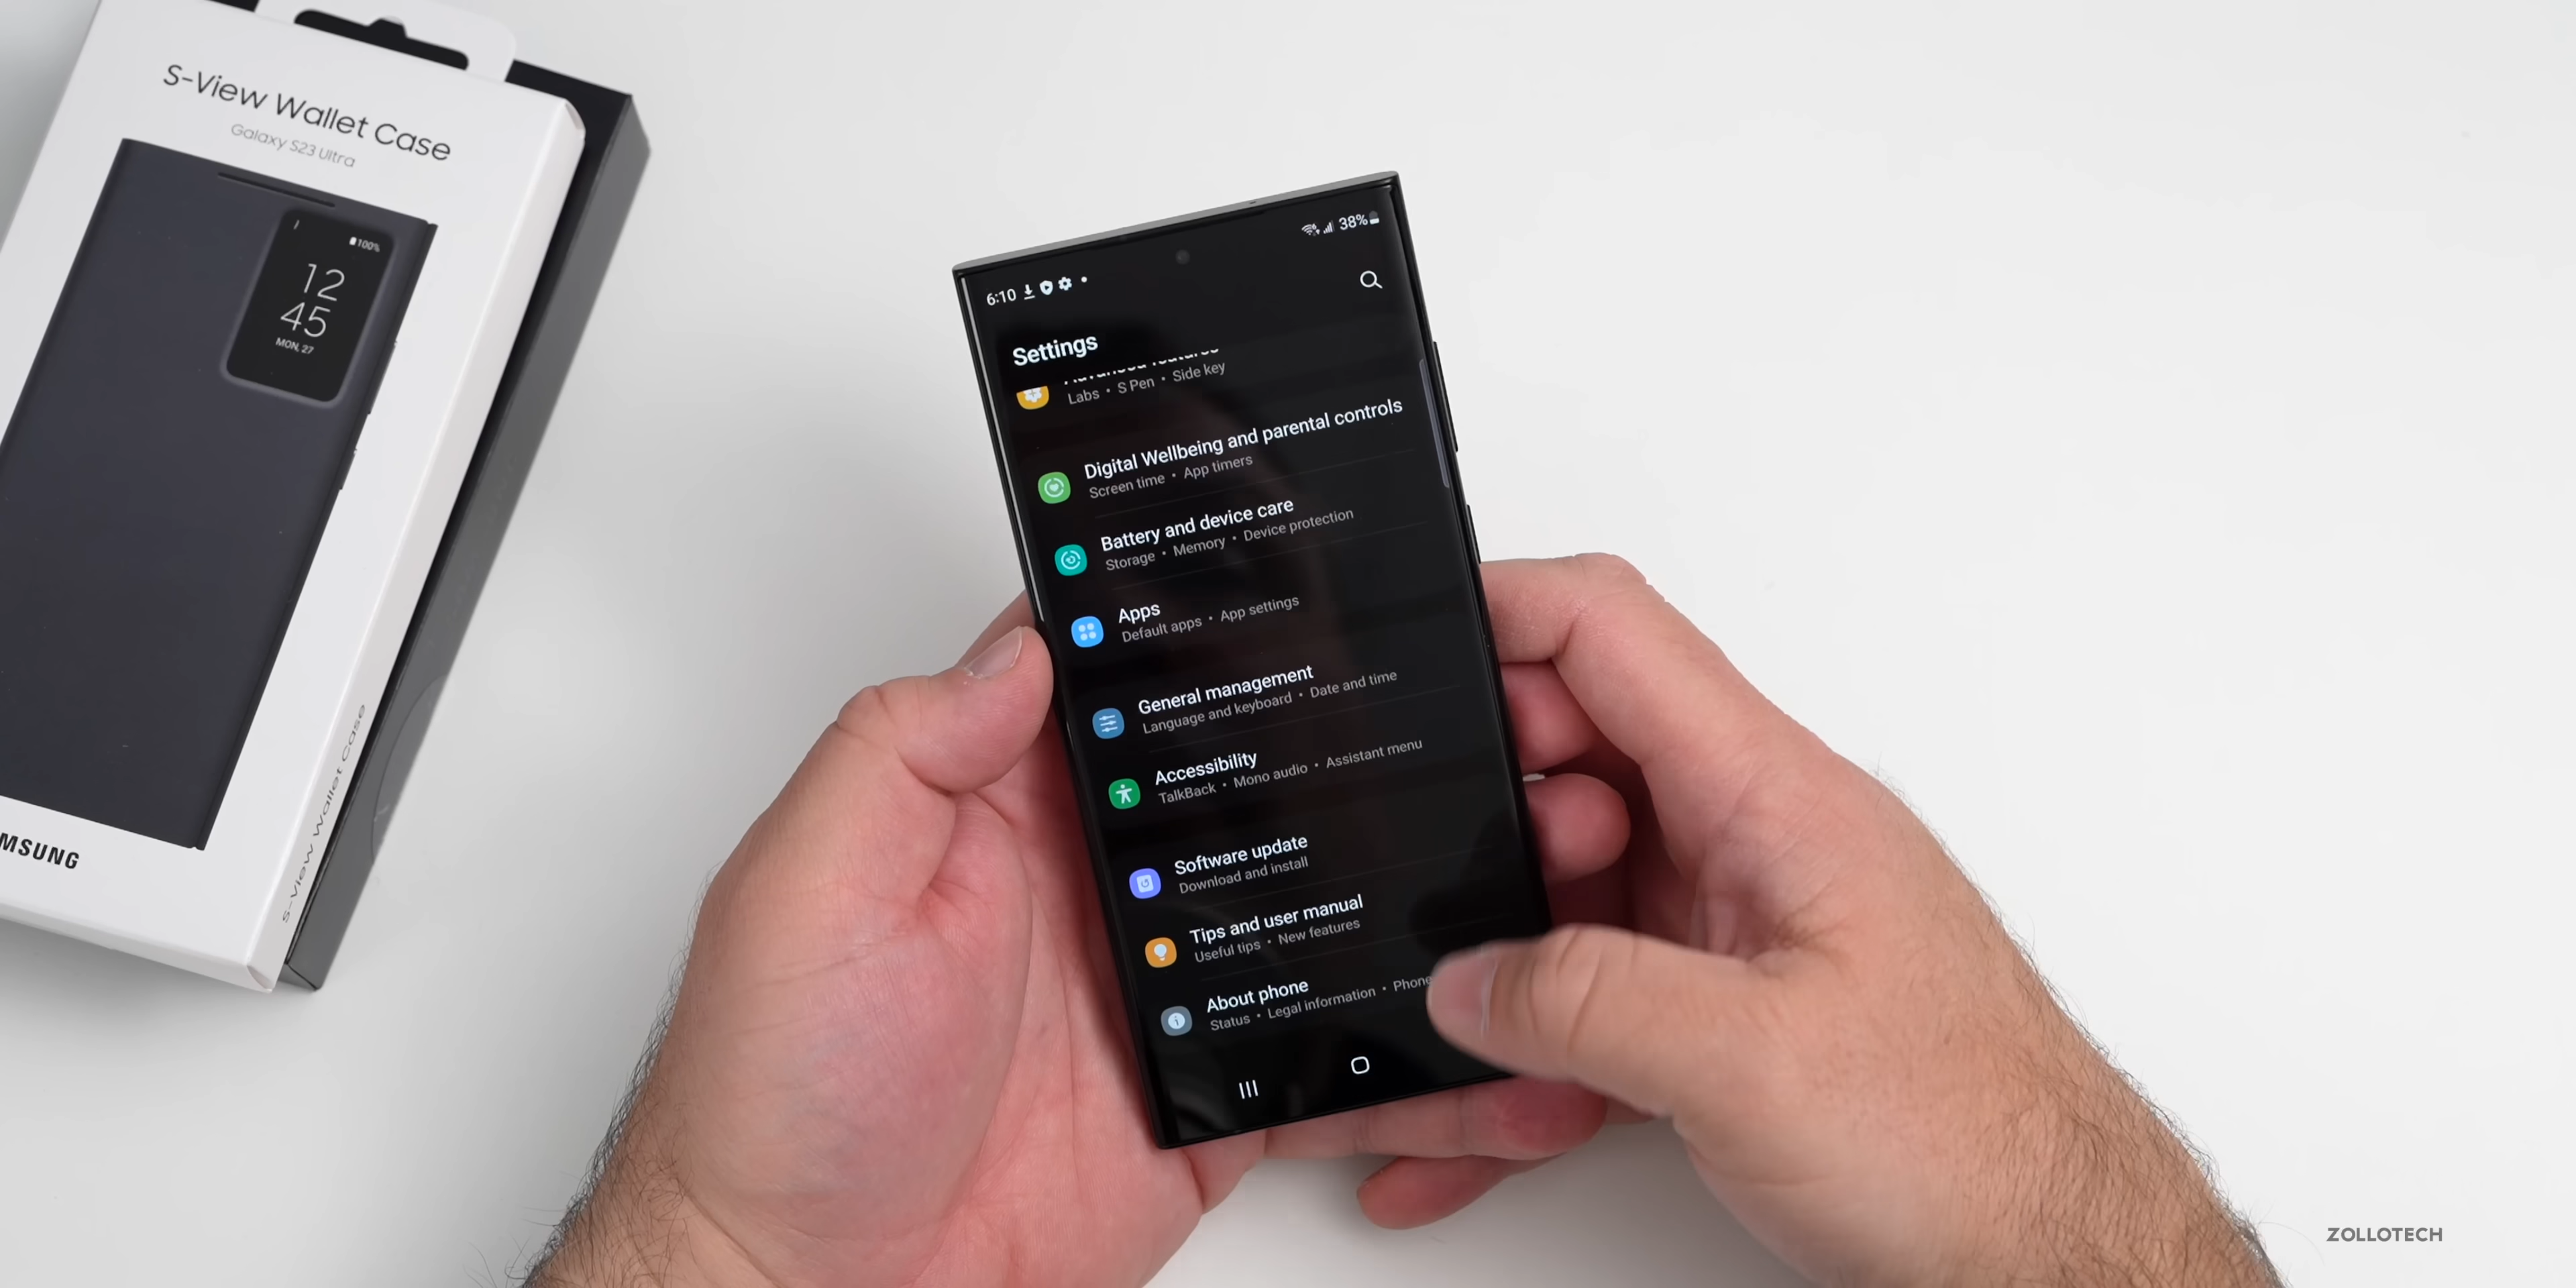 S-View Wallet Case
Galaxy S23 Ultra
100%
12
45
MON, 27
MSUNG
S-View Wallet Case
6:10
38%
Settings
Advanced features
Labs • S Pen • Side key
Digital Wellbeing and parental controls
Screen time • App timers
Battery and device care
Storage • Memory • Device protection
Apps
Default apps • App settings
General management
Language and keyboard • Date and time
Accessibility
TalkBack • Mono audio • Assistant menu
Software update
Download and install
Tips and user manual
Useful tips • New features
About phone
Status • Legal information • Phone
ZOLLOTECH